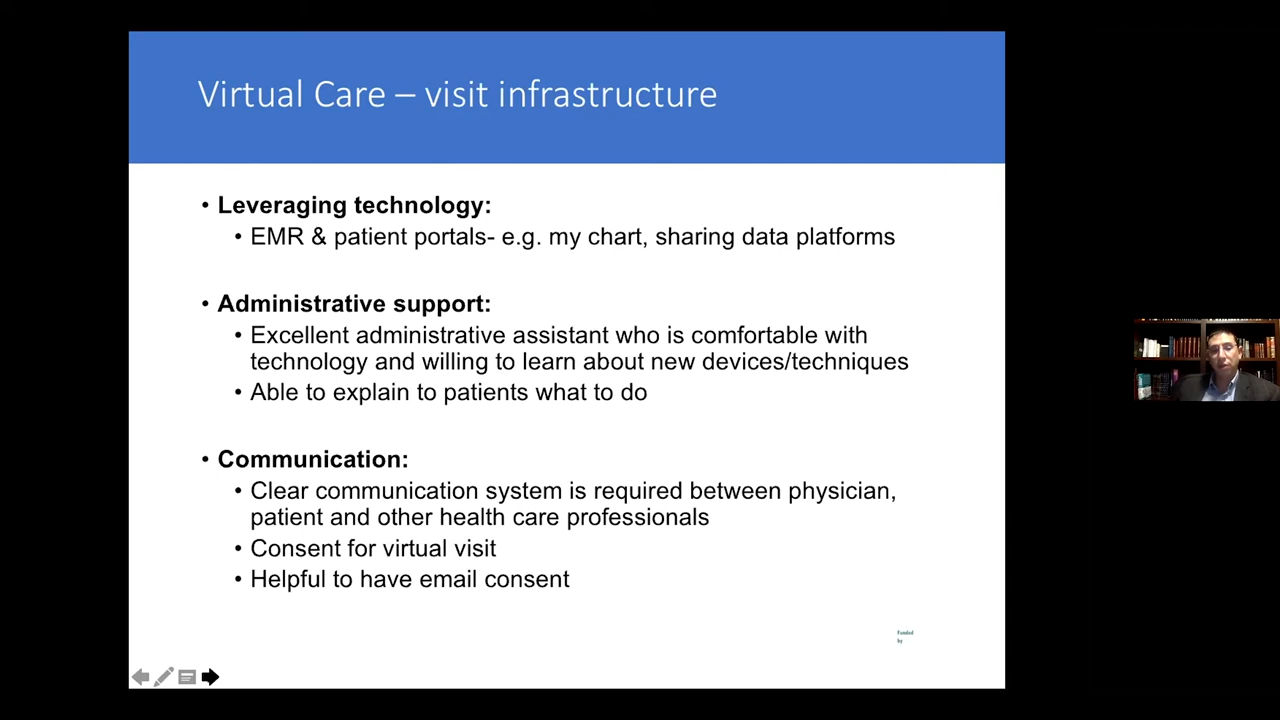 Virtual Care – visit infrastructure
• Leveraging technology:
• EMR & patient portals- e.g. my chart, sharing data platforms
• Administrative support:
• Excellent administrative assistant who is comfortable with
technology and willing to learn about new devices/techniques
• Able to explain to patients what to do
• Communication:
• Clear communication system is required between physician,
patient and other health care professionals
• Consent for virtual visit
• Helpful to have email consent
Funded
by